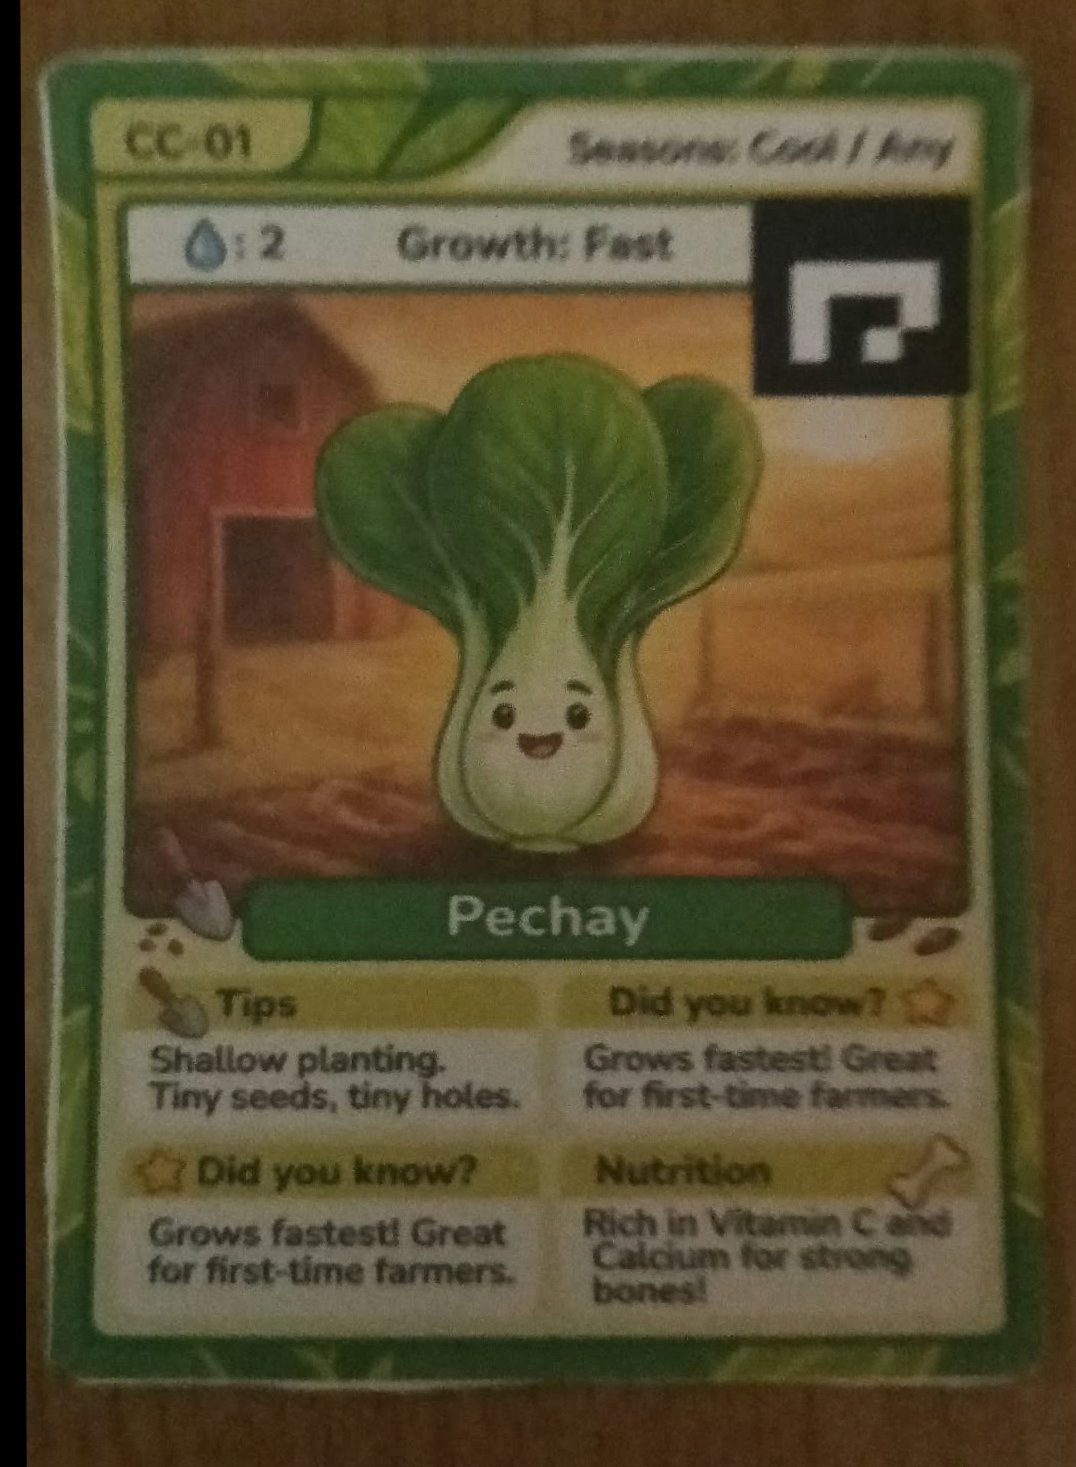 CC-01
Seasons: Cool / Any
: 2
Growth: Fast
Pechay
Tips
Shallow planting.
Tiny seeds, tiny holes.
Did you know?
Grows fastest! Great
for first-time farmers.
Did you know?
Grows fastest! Great
for first-time farmers.
Nutrition
Rich in Vitamin C and
Calcium for strong
bones!